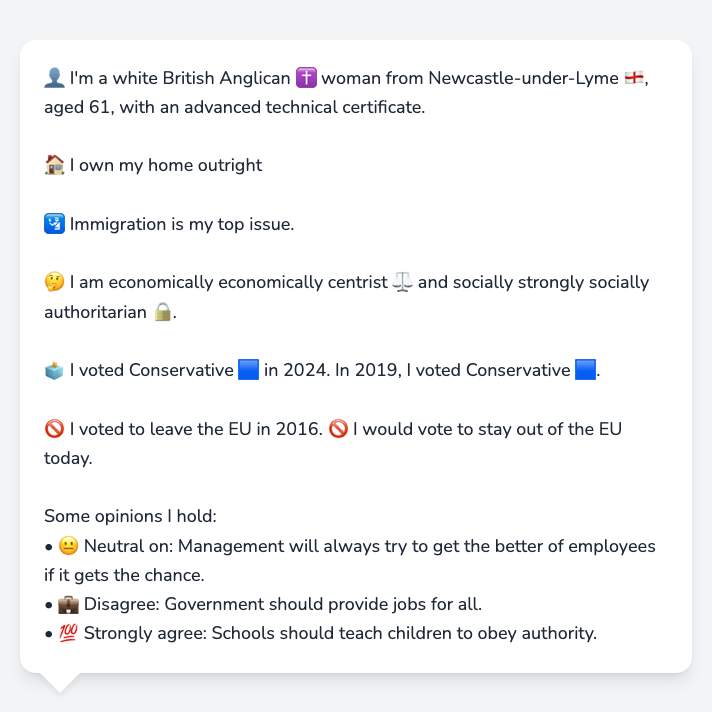 👤 I'm a white British Anglican ✝️ woman from Newcastle-under-Lyme 🏴󠁧󠁢󠁥󠁮󠁧󠁿,
aged 61, with an advanced technical certificate.
🏠 I own my home outright
🛂 Immigration is my top issue.
🤔 I am economically economically centrist ⚖️ and socially strongly socially
authoritarian 🔒.
🗳️ I voted Conservative 🟦 in 2024. In 2019, I voted Conservative 🟦.
🚫 I voted to leave the EU in 2016. 🚫 I would vote to stay out of the EU
today.
Some opinions I hold:
• 😐 Neutral on: Management will always try to get the better of employees
if it gets the chance.
• 💼 Disagree: Government should provide jobs for all.
• 💯 Strongly agree: Schools should teach children to obey authority.